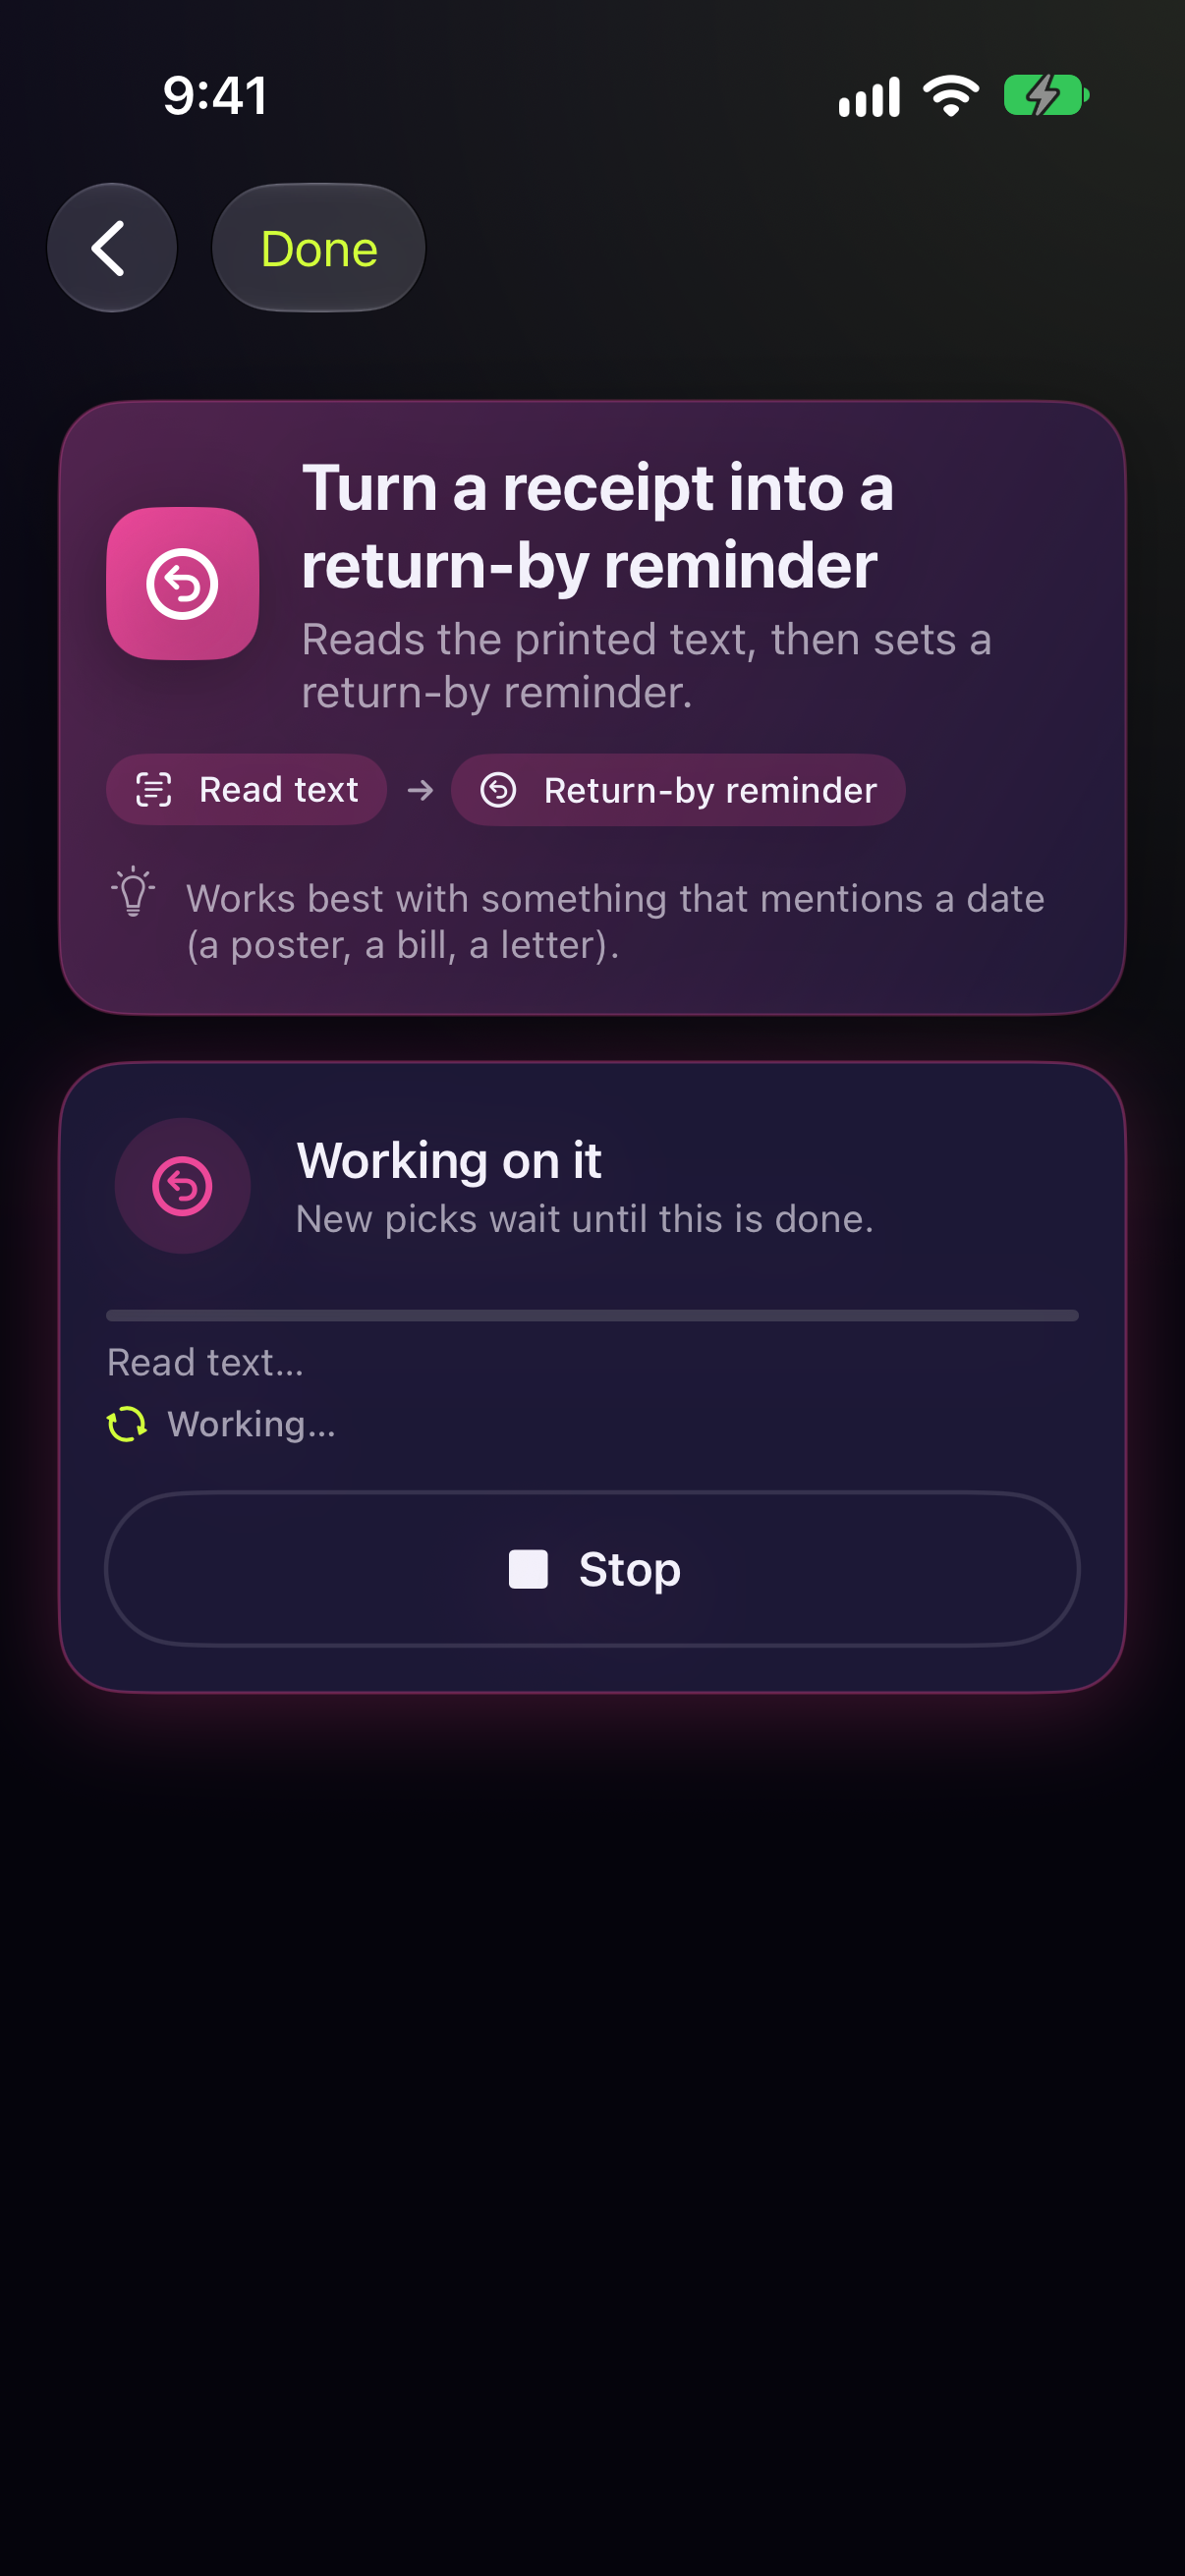 9:41
Done
Turn a receipt into a
return-by reminder
Reads the printed text, then sets a
return-by reminder.
Read text → Return-by reminder
Works best with something that mentions a date
(a poster, a bill, a letter).
Working on it
New picks wait until this is done.
Read text...
Working...
Stop